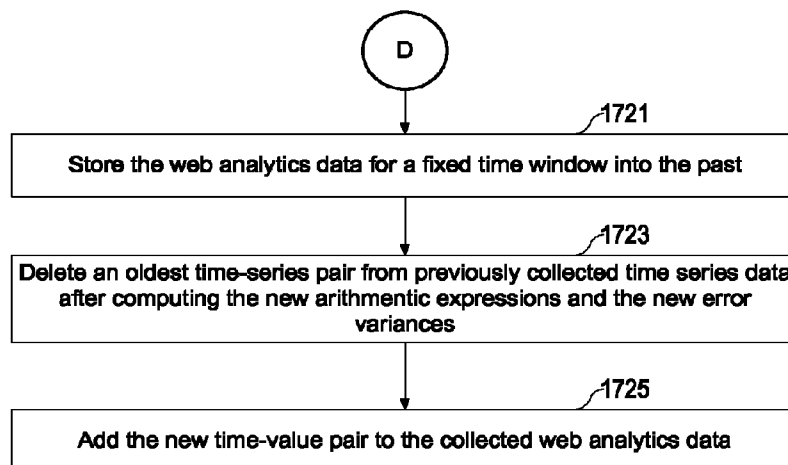 D
1721
Store the web analytics data for a fixed time window into the past
1723
Delete an oldest time-series pair from previously collected time series data
after computing the new arithmentic expressions and the new error
variances
1725
Add the new time-value pair to the collected web analytics data